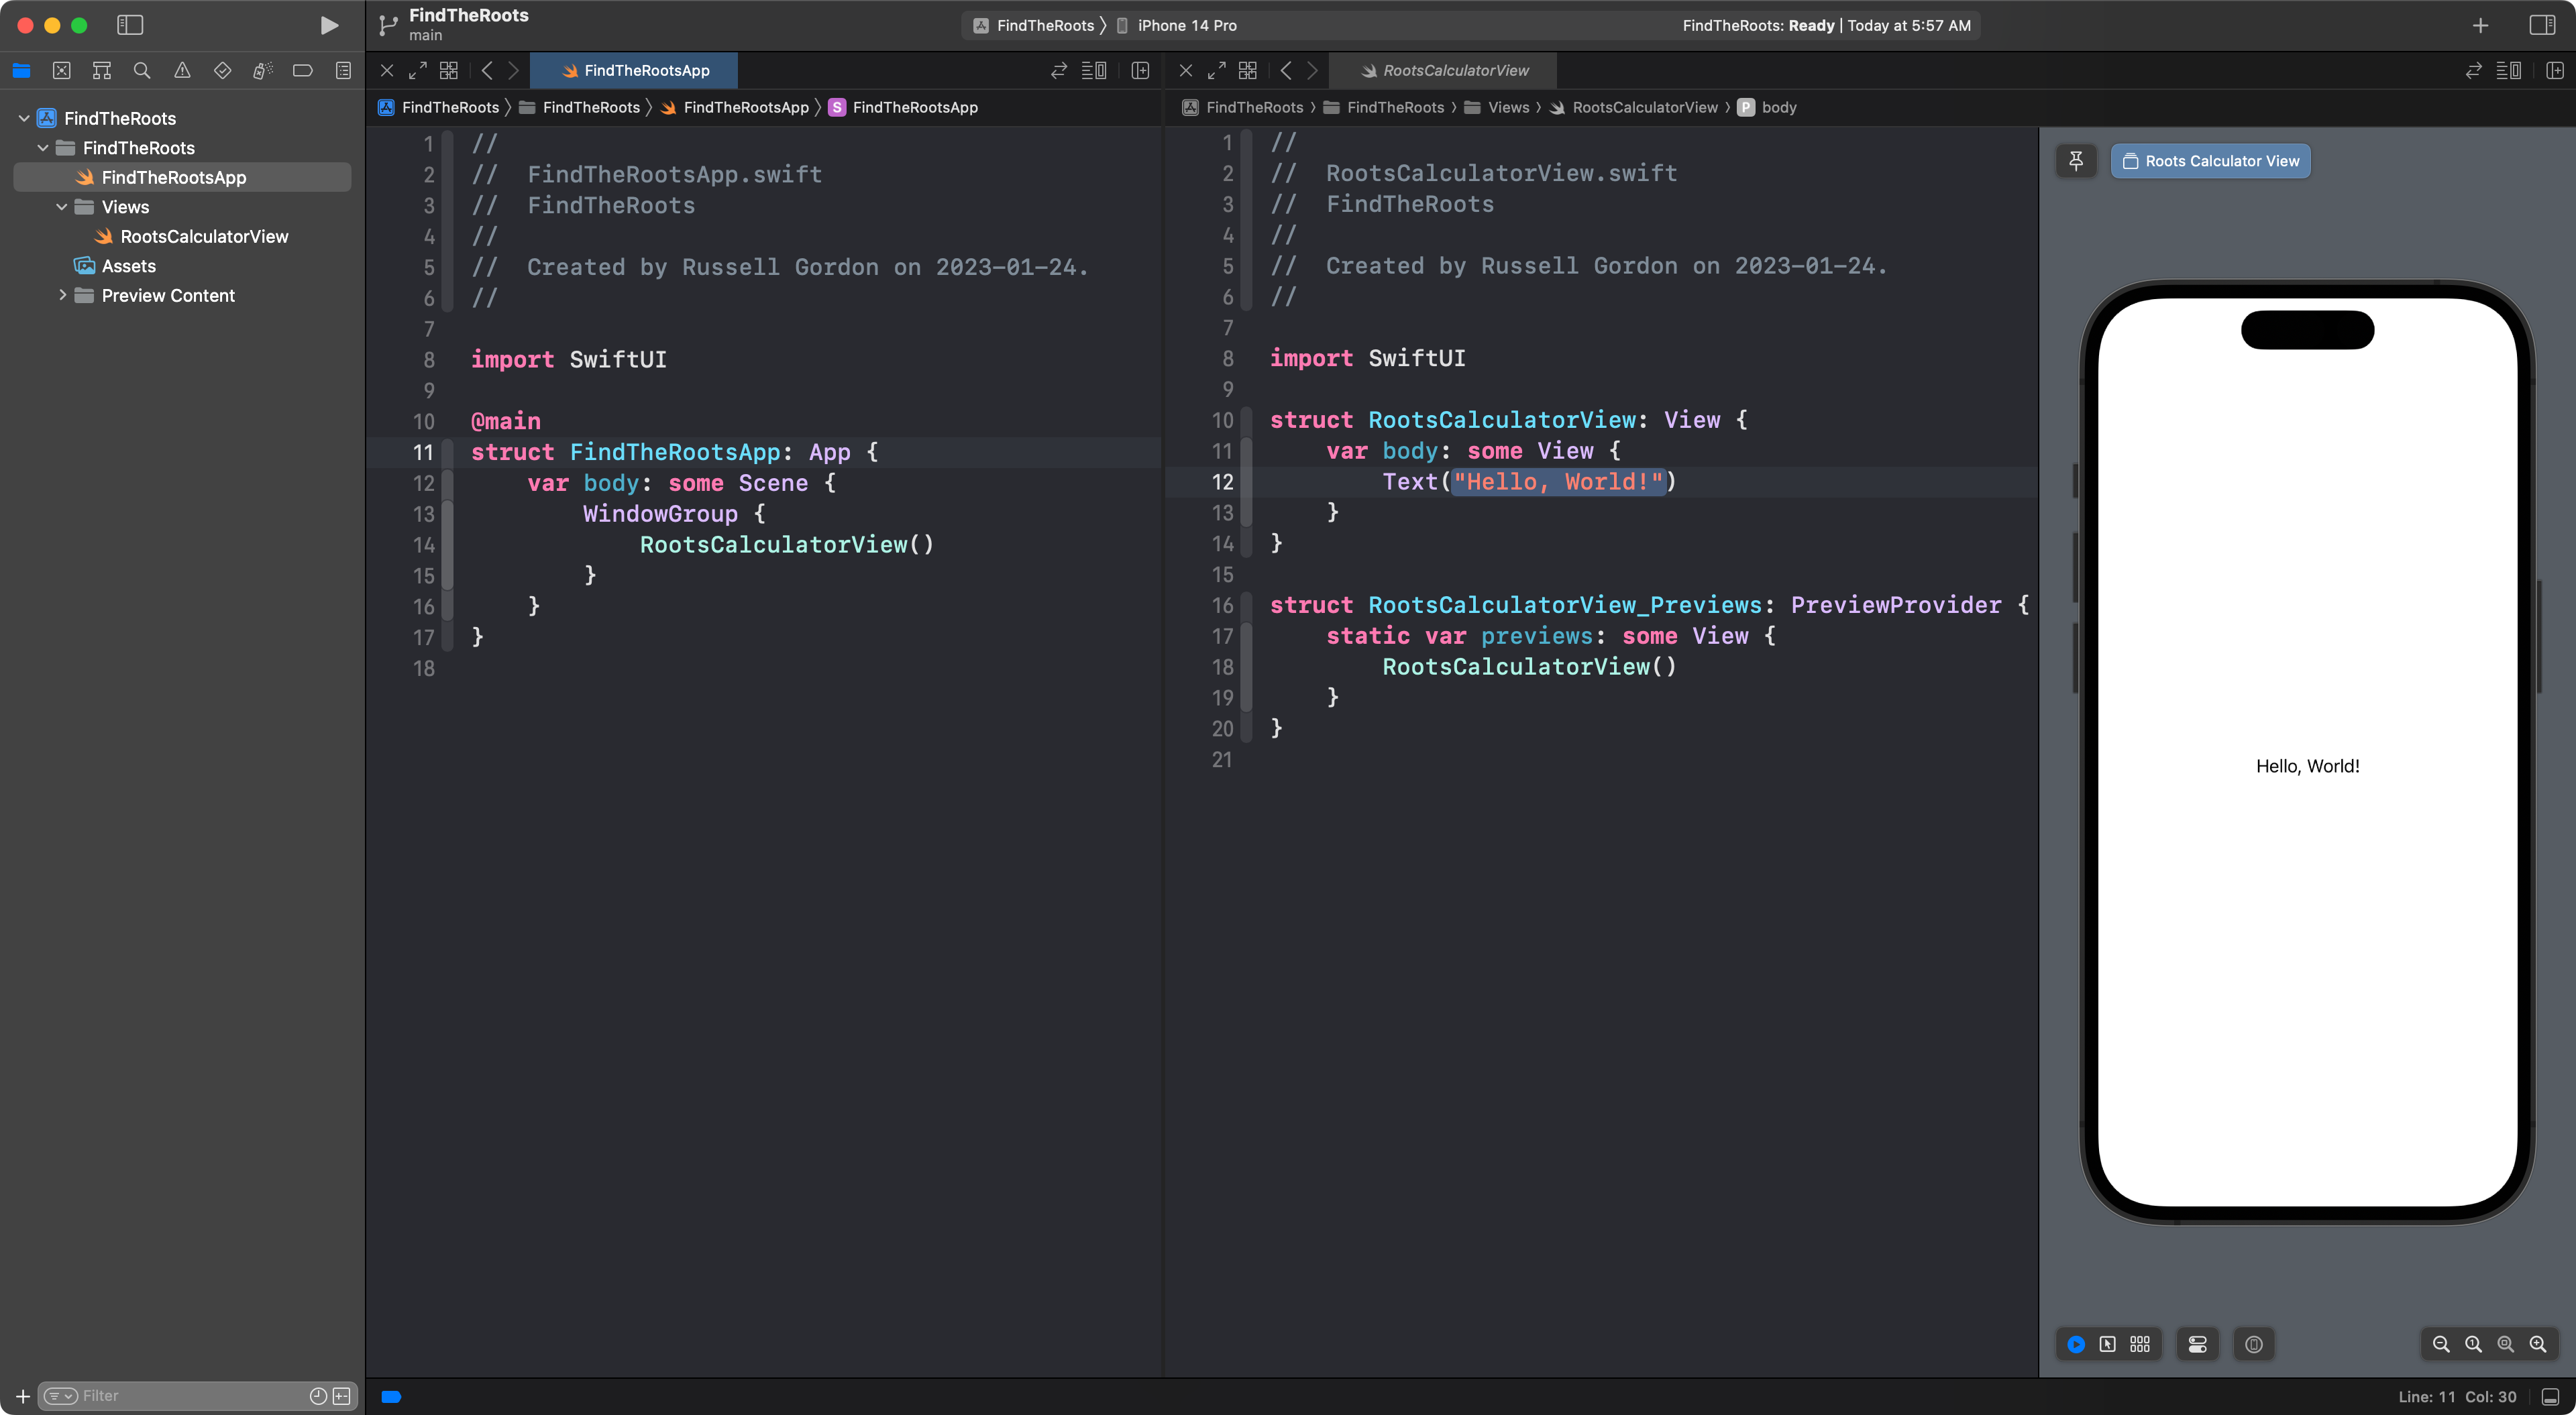 FindTheRoots
main
FindTheRoots
iPhone 14 Pro
FindTheRoots: Ready | Today at 5:57 AM
FindTheRoots
FindTheRoots
FindTheRootsApp
Views
RootsCalculatorView
Assets
Preview Content
Filter
FindTheRootsApp
FindTheRoots
FindTheRoots
FindTheRootsApp
S
FindTheRootsApp
1 //
2 //  FindTheRootsApp.swift
3 //  FindTheRoots
4 //
5 //  Created by Russell Gordon on 2023-01-24.
6 //
7
8 import SwiftUI
9
10 @main
11 struct FindTheRootsApp: App {
12     var body: some Scene {
13         WindowGroup {
14             RootsCalculatorView()
15         }
16     }
17 }
18
RootsCalculatorView
FindTheRoots
FindTheRoots
Views
RootsCalculatorView
P
body
1 //
2 //  RootsCalculatorView.swift
3 //  FindTheRoots
4 //
5 //  Created by Russell Gordon on 2023-01-24.
6 //
7
8 import SwiftUI
9
10 struct RootsCalculatorView: View {
11     var body: some View {
12         Text("Hello, World!")
13     }
14 }
15
16 struct RootsCalculatorView_Previews: PreviewProvider {
17     static var previews: some View {
18         RootsCalculatorView()
19     }
20 }
21
Roots Calculator View
Hello, World!
Line: 11 Col: 30